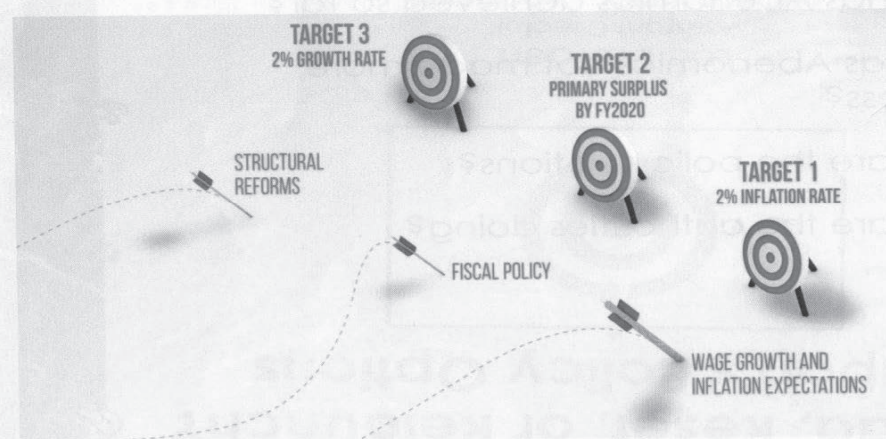 TARGET 3
2% GROWTH RATE
TARGET 2
PRIMARY SURPLUS
BY FY2020
TARGET 1
2% INFLATION RATE
STRUCTURAL
REFORMS
FISCAL POLICY
WAGE GROWTH AND
INFLATION EXPECTATIONS